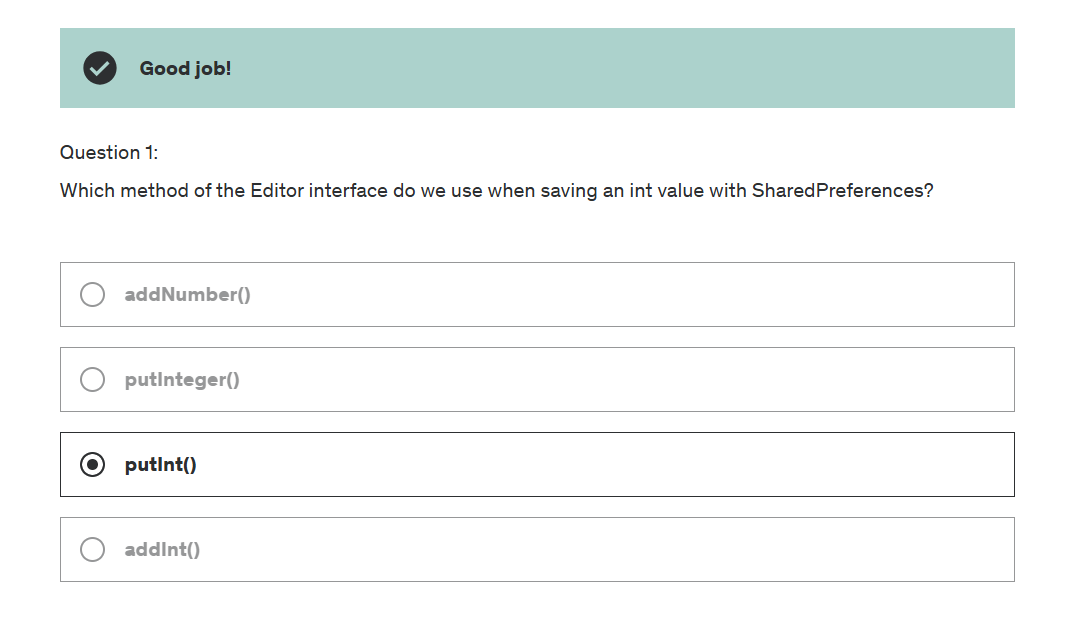 Good job!
Question 1:
Which method of the Editor interface do we use when saving an int value with SharedPreferences?
addNumber()
putInteger()
putInt()
addInt()